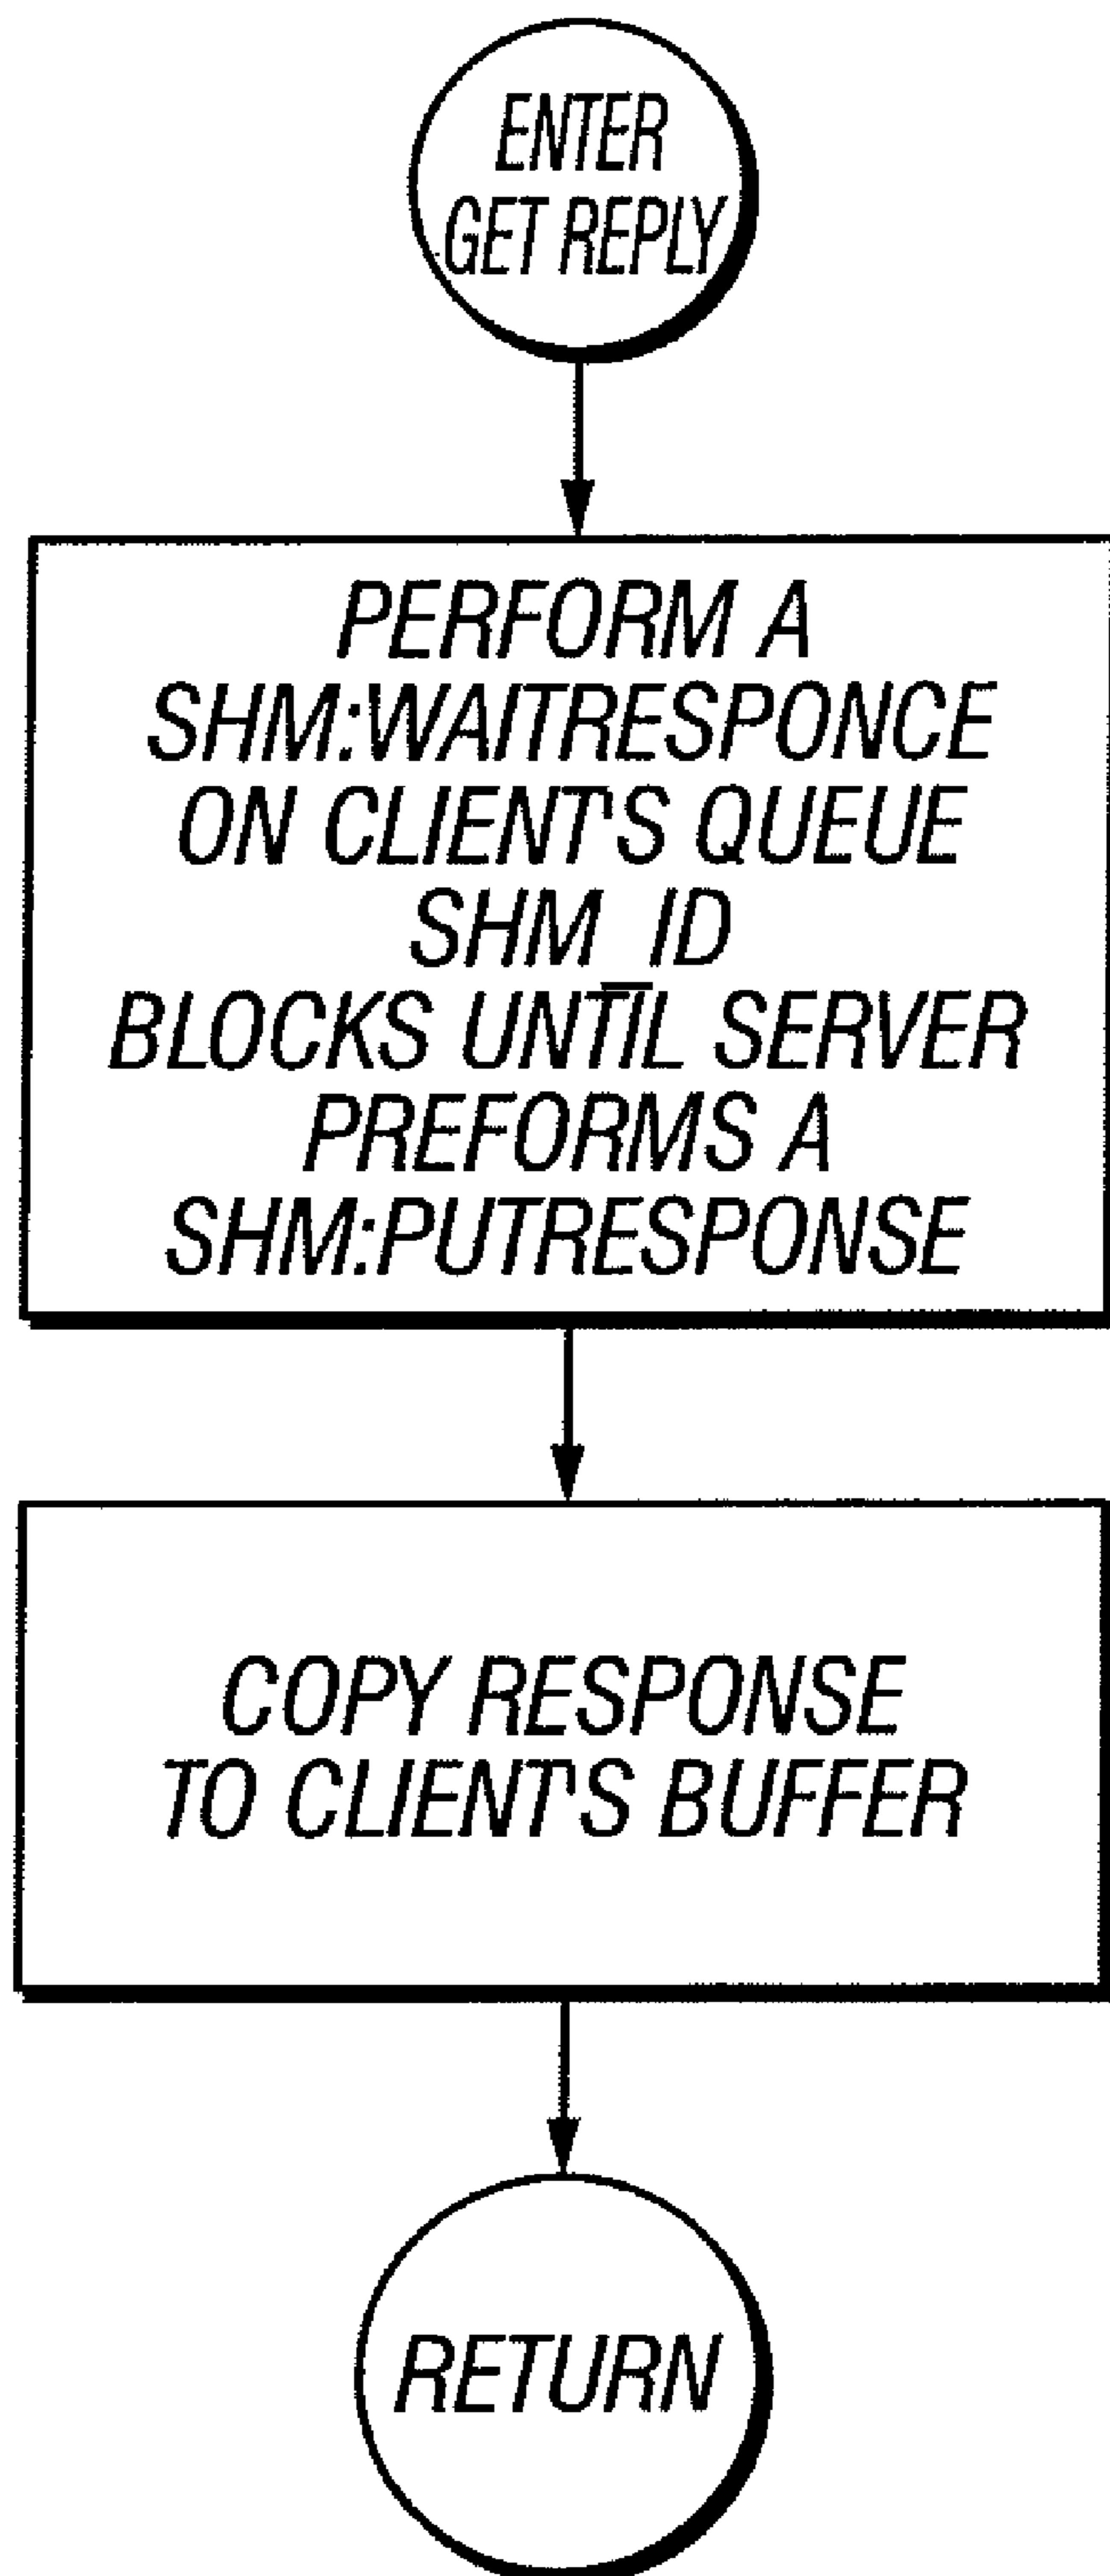 ENTER
GET REPLY
PERFORM A
SHM:WAITRESPONCE
ON CLIENT'S QUEUE
SHM_ID
BLOCKS UNTIL SERVER
PREFORMS A
SHM:PUTRESPONSE
COPY RESPONSE
TO CLIENT'S BUFFER
RETURN